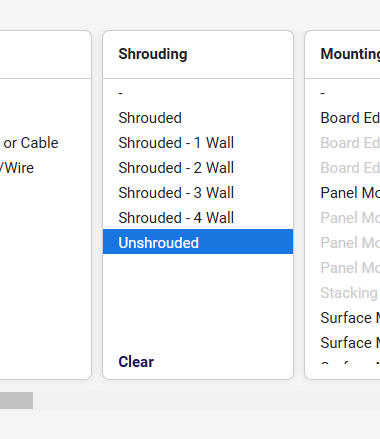 or Cable
/Wire
Shrouding
-
Shrouded
Shrouded - 1 Wall
Shrouded - 2 Wall
Shrouded - 3 Wall
Shrouded - 4 Wall
Unshrouded
Clear
Mounting
-
Board Ed
Board Ed
Board Ed
Panel Mo
Panel Mo
Panel Mo
Panel Mo
Stacking
Surface M
Surface M